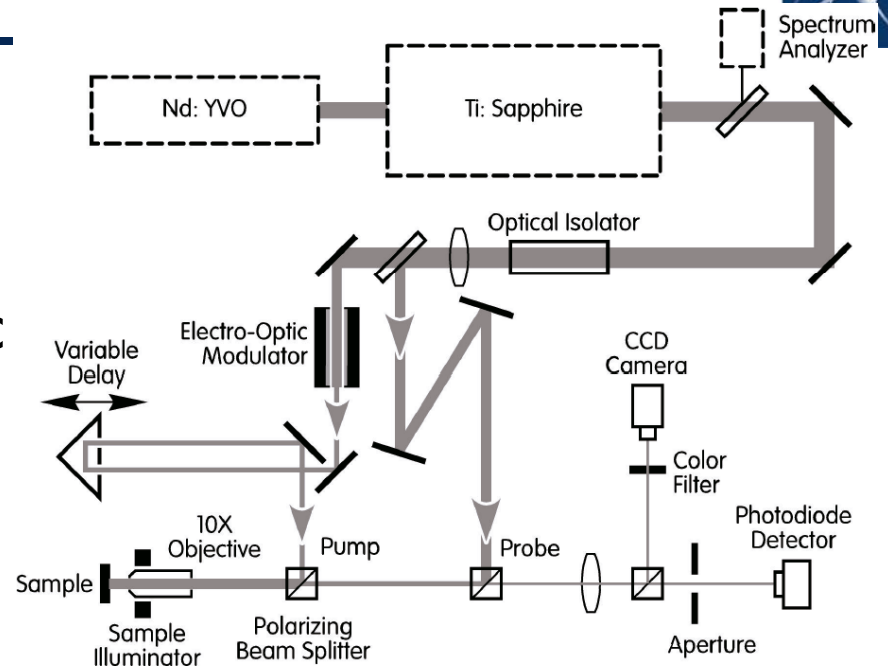 Spectrum
Analyzer
Nd: YVO
Ti: Sapphire
Optical Isolator
Electro-Optic
Modulator
Variable
Delay
CCD
Camera
Color
Filter
10X
Objective
Pump
Probe
Photodiode
Detector
Sample
Sample
Illuminator
Polarizing
Beam Splitter
Aperture